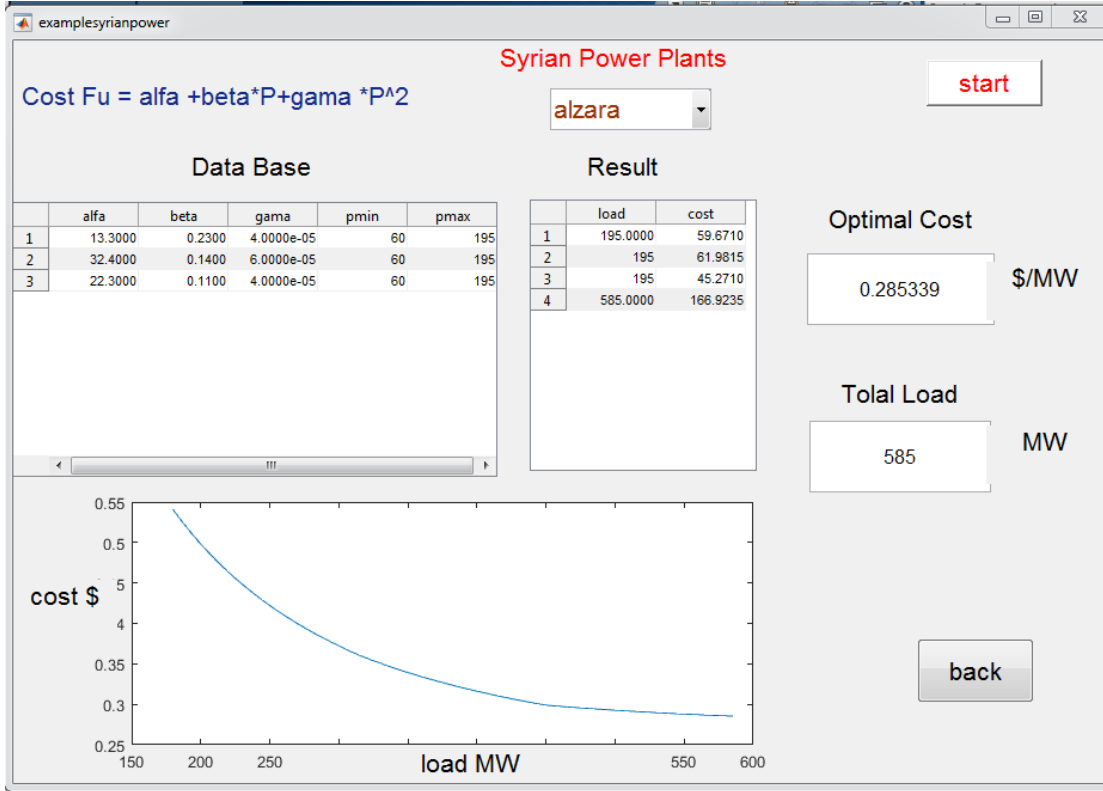 examplesyrianpower
Syrian Power Plants
start
Cost Fu = alfa +beta*P+gama *P^2
alzara
Data Base
Result
alfa beta gama pmin pmax
1 13.3000 0.2300 4.0000e-05 60 195
2 32.4000 0.1400 6.0000e-05 60 195
3 22.3000 0.1100 4.0000e-05 60 195
load cost
1 195.0000 59.6710
2 195 61.9815
3 195 45.2710
4 585.0000 166.9235
Optimal Cost
0.285339 $/MW
Tolal Load
585 MW
0.55
0.5
5
cost $
4
0.35
0.3
0.25
150 200 250 load MW 550 600
back